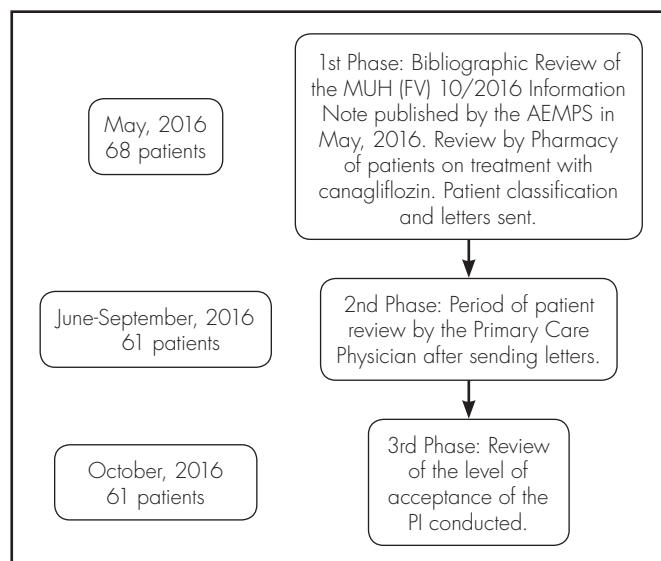 May, 2016
68 patients
1st Phase: Bibliographic Review of
the MUH (FV) 10/2016 Information
Note published by the AEMPS in
May, 2016. Review by Pharmacy
of patients on treatment with
canagliflozin. Patient classification
and letters sent.
June-September, 2016
61 patients
2nd Phase: Period of patient
review by the Primary Care
Physician after sending letters.
October, 2016
61 patients
3rd Phase: Review
of the level of
acceptance of the
PI conducted.